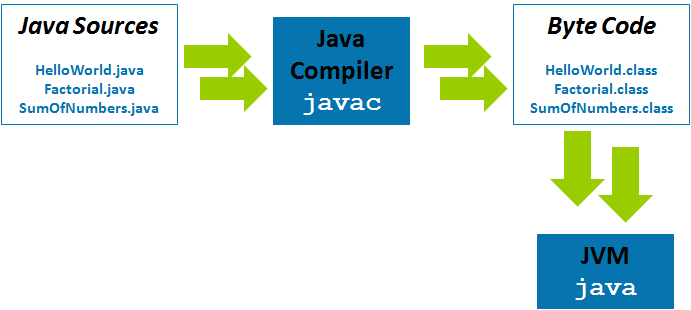 Java Sources
HelloWorld.java
Factorial.java
SumOfNumbers.java
Java
Compiler
javac
Byte Code
HelloWorld.class
Factorial.class
SumOfNumbers.class
JVM
java